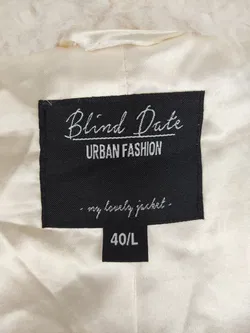 Blind Date
URBAN FASHION
- my lovely jacket -
40/L